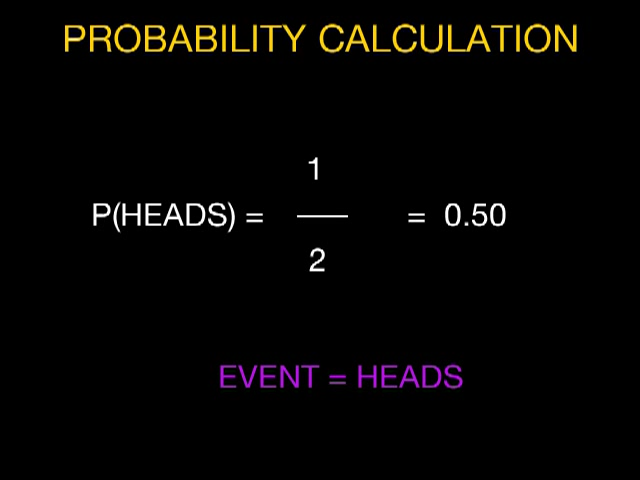 PROBABILITY CALCULATION
1
P(HEADS) = — = 0.50
2
EVENT = HEADS